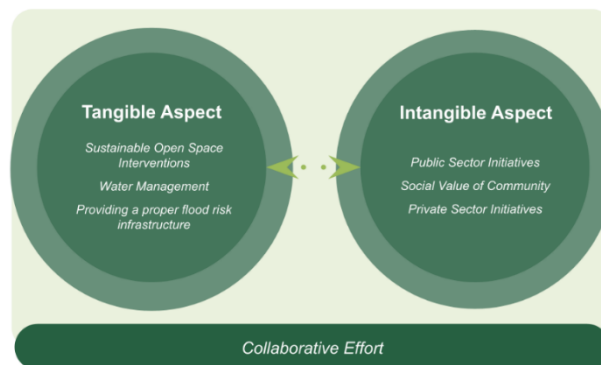 Tangible Aspect
Sustainable Open Space
Interventions
Water Management
Providing a proper flood risk
infrastructure
Intangible Aspect
Public Sector Initiatives
Social Value of Community
Private Sector Initiatives
Collaborative Effort